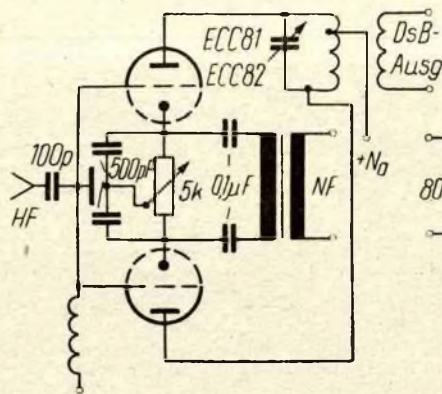 ECC81
ECC82
DsB-
Ausg
100p
500pF
5k
0,1µF
NF
+Na
80
HF